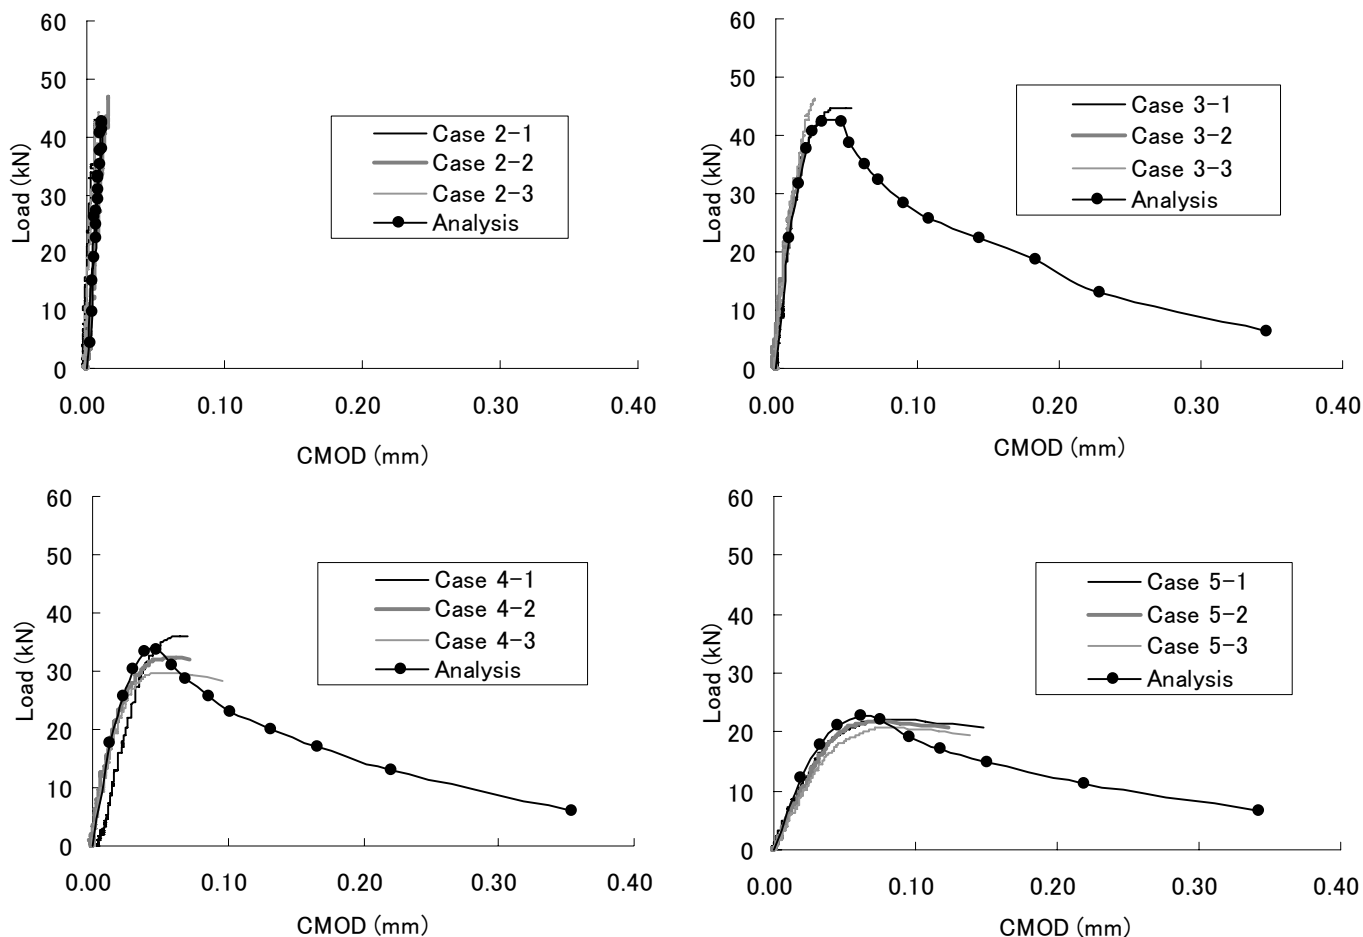 60
50
40
30
20
10
0
Load (kN)
0.00 0.10 0.20 0.30 0.40
CMOD (mm)
Case 2-1
Case 2-2
Case 2-3
Analysis
60
50
40
30
20
10
0
Load (kN)
0.00 0.10 0.20 0.30 0.40
CMOD (mm)
Case 3-1
Case 3-2
Case 3-3
Analysis
60
50
40
30
20
10
0
Load (kN)
0.00 0.10 0.20 0.30 0.40
CMOD (mm)
Case 4-1
Case 4-2
Case 4-3
Analysis
60
50
40
30
20
10
0
Load (kN)
0.00 0.10 0.20 0.30 0.40
CMOD (mm)
Case 5-1
Case 5-2
Case 5-3
Analysis